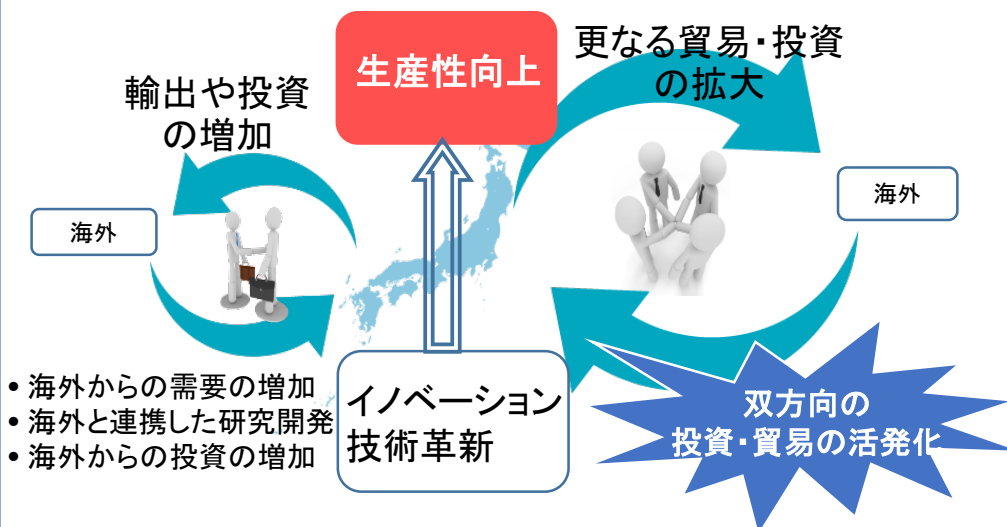 生産性向上
更なる貿易・投資
の拡大
輸出や投資
の増加
海外
海外
• 海外からの需要の増加
• 海外と連携した研究開発
• 海外からの投資の増加
イノベーション
技術革新
双方向の
投資・貿易の活発化